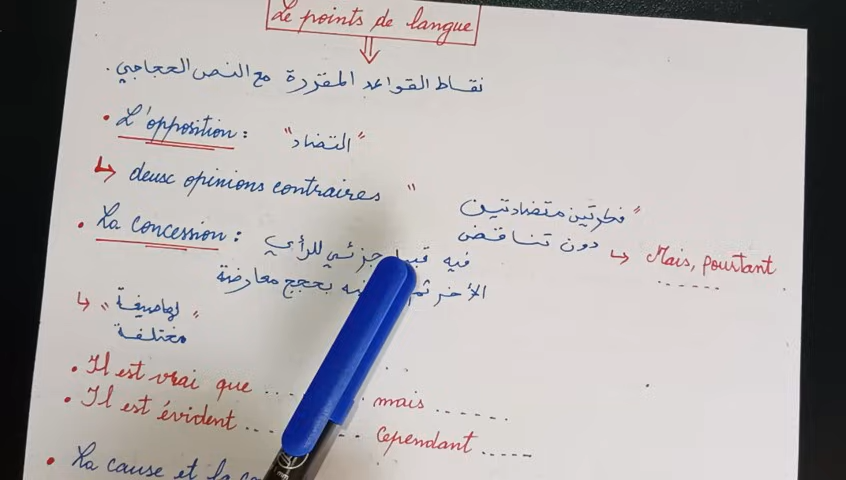 Le points de langue
نقاط القواعد المقررة مع النص الحجاجي.
• L'opposition : "التضاد"
↳ deux opinions contraires " فكرتين متضادتين "
دون تناقض ↳ Mais, pourtant ......
• La concession : فيه جزئي للرأي
الآخر ثم بحجج معارضة
↳ " لها صيغة "
مختلفة
• Il est vrai que .... mais ......
• Il est évident ...... Cependant .....
• La cause et la